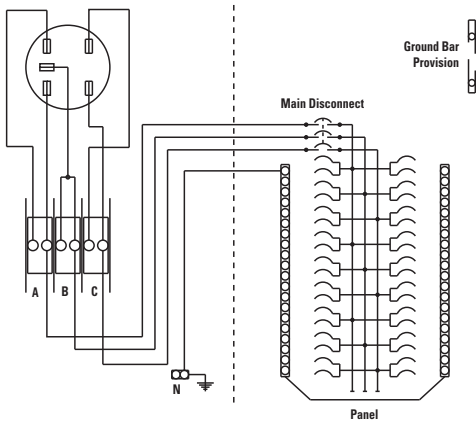 Ground Bar
Provision
Main Disconnect
A
B
C
N
Panel